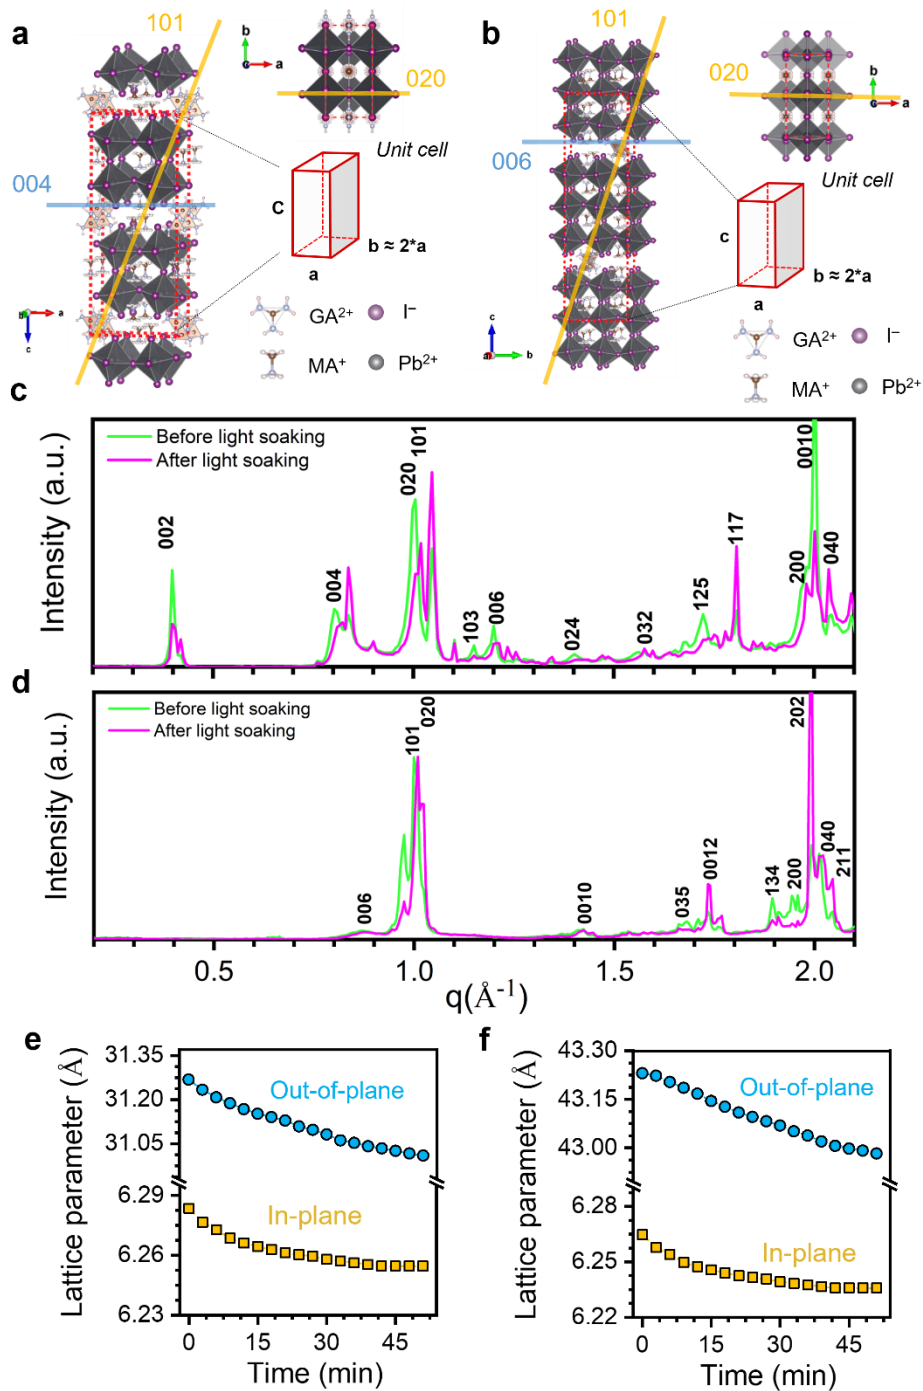 a
101
b
a
020
Unit cell
004
C
b ≈ 2*a
a
b
a
c
GA²⁺
I⁻
MA⁺
Pb²⁺
b
101
020
b
a
006
Unit cell
c
b ≈ 2*a
a
c
a
b
GA²⁺
I⁻
MA⁺
Pb²⁺
c
Intensity (a.u.)
Before light soaking
After light soaking
002
004
020
101
103
006
024
032
125
117
200
0010
040
d
Intensity (a.u.)
Before light soaking
After light soaking
006
101
020
0010
035
0012
134
200
202
040
211
0.5
1.0
1.5
2.0
q(Å⁻¹)
e
Lattice parameter (Å)
31.35
31.20
31.05
6.29
6.26
6.23
Out-of-plane
In-plane
0
15
30
45
Time (min)
f
Lattice parameter (Å)
43.30
43.15
43.00
6.28
6.25
6.22
Out-of-plane
In-plane
0
15
30
45
Time (min)